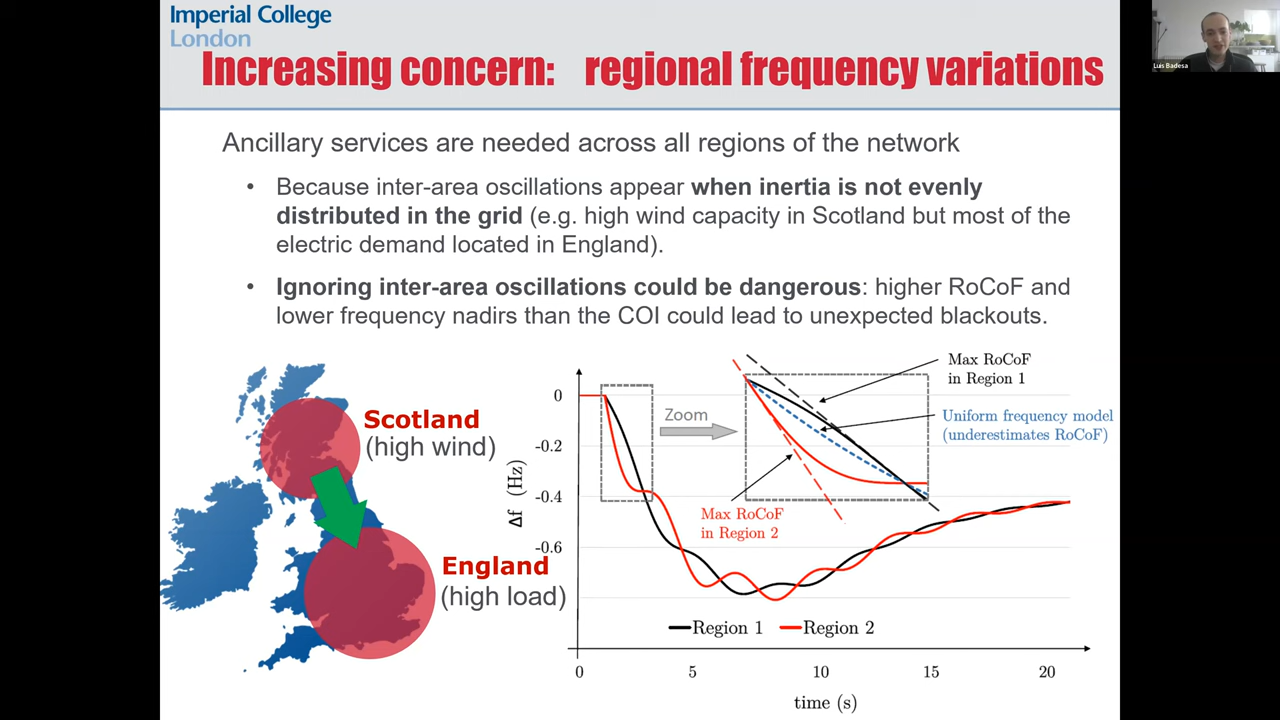 Imperial College
London
Increasing concern: regional frequency variations
Luis Badesa
Ancillary services are needed across all regions of the network
• Because inter-area oscillations appear when inertia is not evenly
distributed in the grid (e.g. high wind capacity in Scotland but most of the
electric demand located in England).
• Ignoring inter-area oscillations could be dangerous: higher RoCoF and
lower frequency nadirs than the COI could lead to unexpected blackouts.
Scotland
(high wind)
England
(high load)
Δf (Hz)
0
-0.2
-0.4
-0.6
Zoom
Max RoCoF
in Region 1
Uniform frequency model
(underestimates RoCoF)
Max RoCoF
in Region 2
Region 1
Region 2
0
5
10
15
20
time (s)